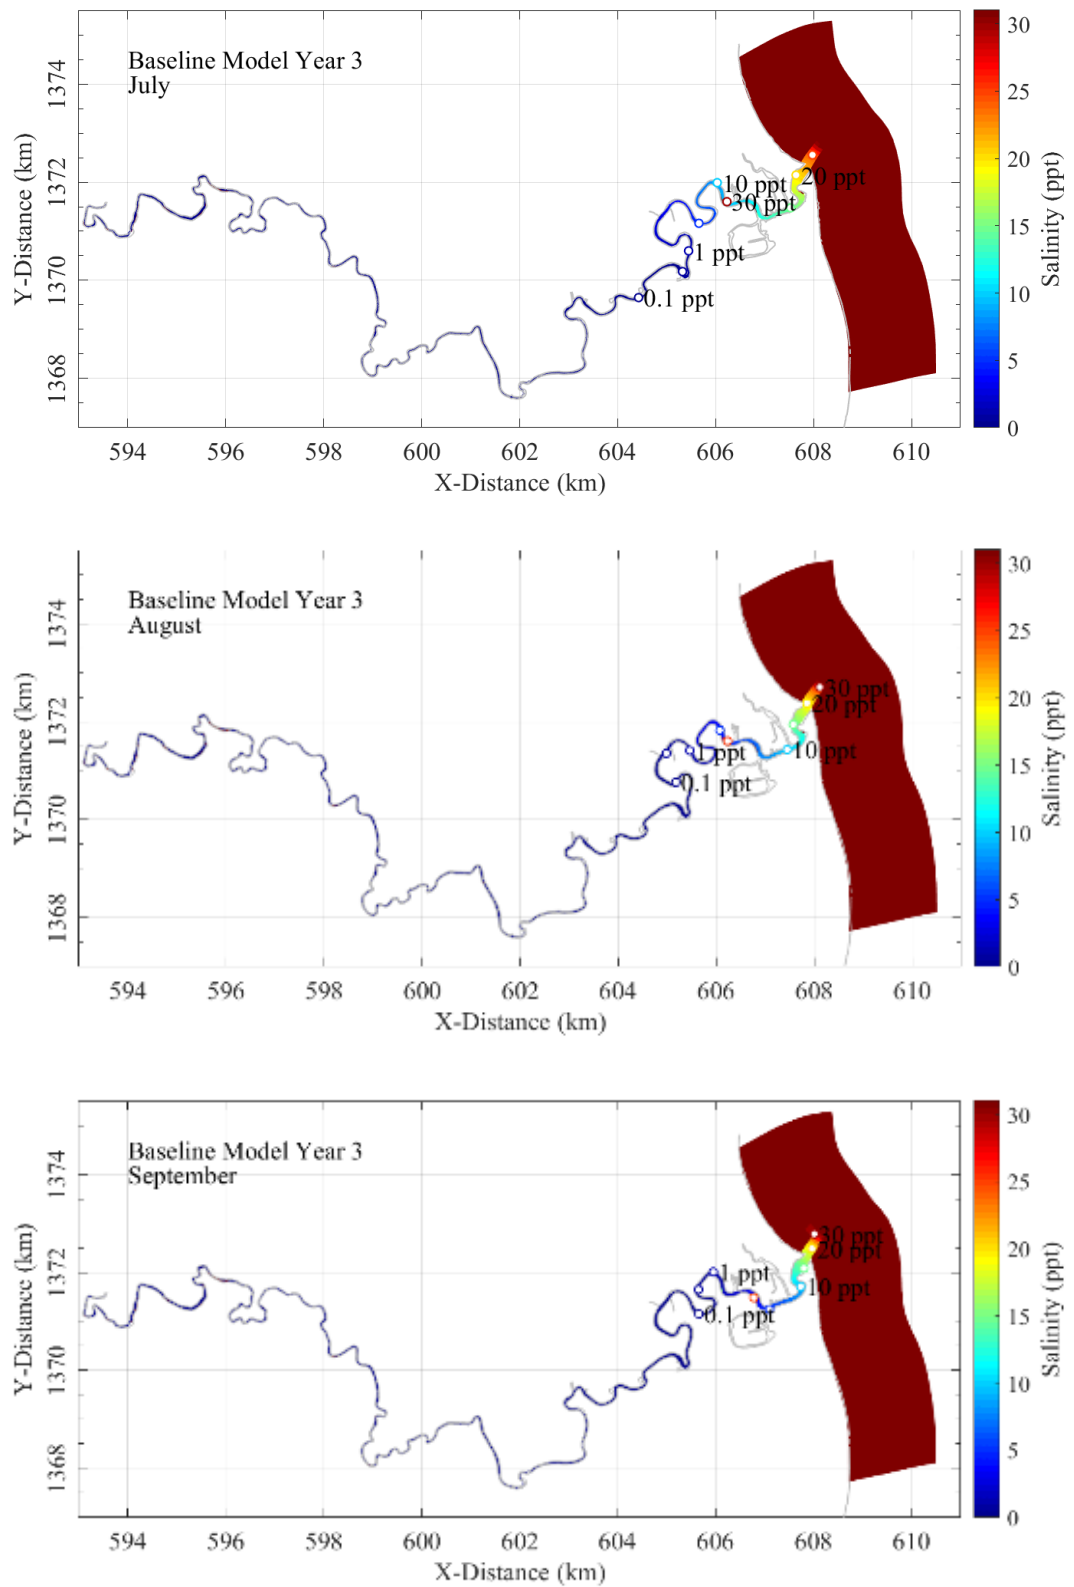 Baseline Model Year 3
July
1374
1372
1370
1368
Y-Distance (km)
10 ppt
20 ppt
30 ppt
1 ppt
0.1 ppt
594
596
598
600
602
604
606
608
610
X-Distance (km)
30
25
20
15
10
5
0
Salinity (ppt)
Baseline Model Year 3
August
1374
1372
1370
1368
Y-Distance (km)
30 ppt
20 ppt
1 ppt
10 ppt
0.1 ppt
594
596
598
600
602
604
606
608
610
X-Distance (km)
30
25
20
15
10
5
0
Salinity (ppt)
Baseline Model Year 3
September
1374
1372
1370
1368
Y-Distance (km)
30 ppt
20 ppt
1 ppt
10 ppt
0.1 ppt
594
596
598
600
602
604
606
608
610
X-Distance (km)
30
25
20
15
10
5
0
Salinity (ppt)